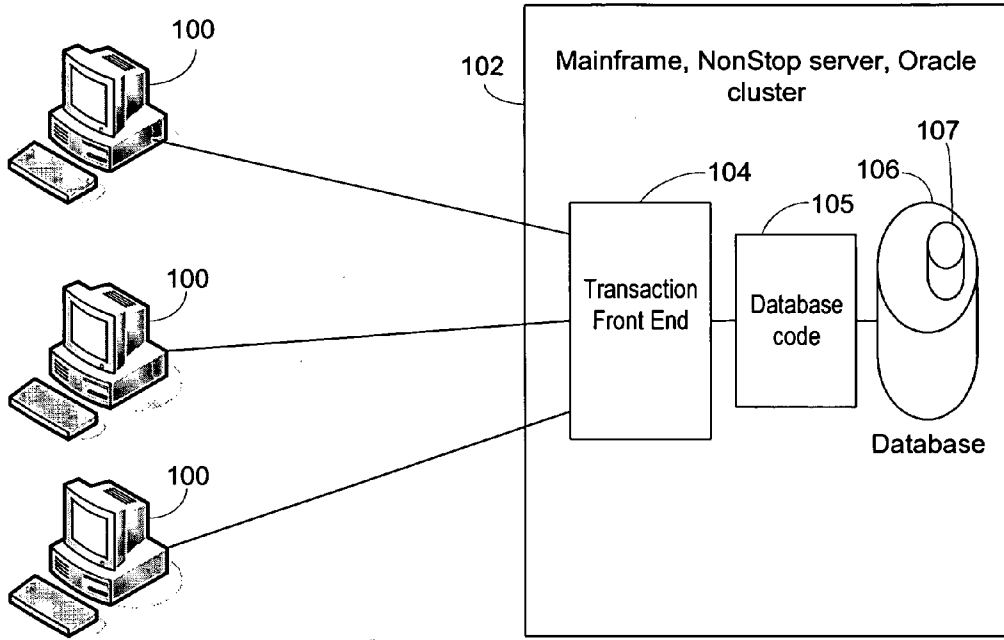 100
102
Mainframe, NonStop server, Oracle
cluster
107
106
104
105
100
Transaction
Front End
Database
code
Database
100